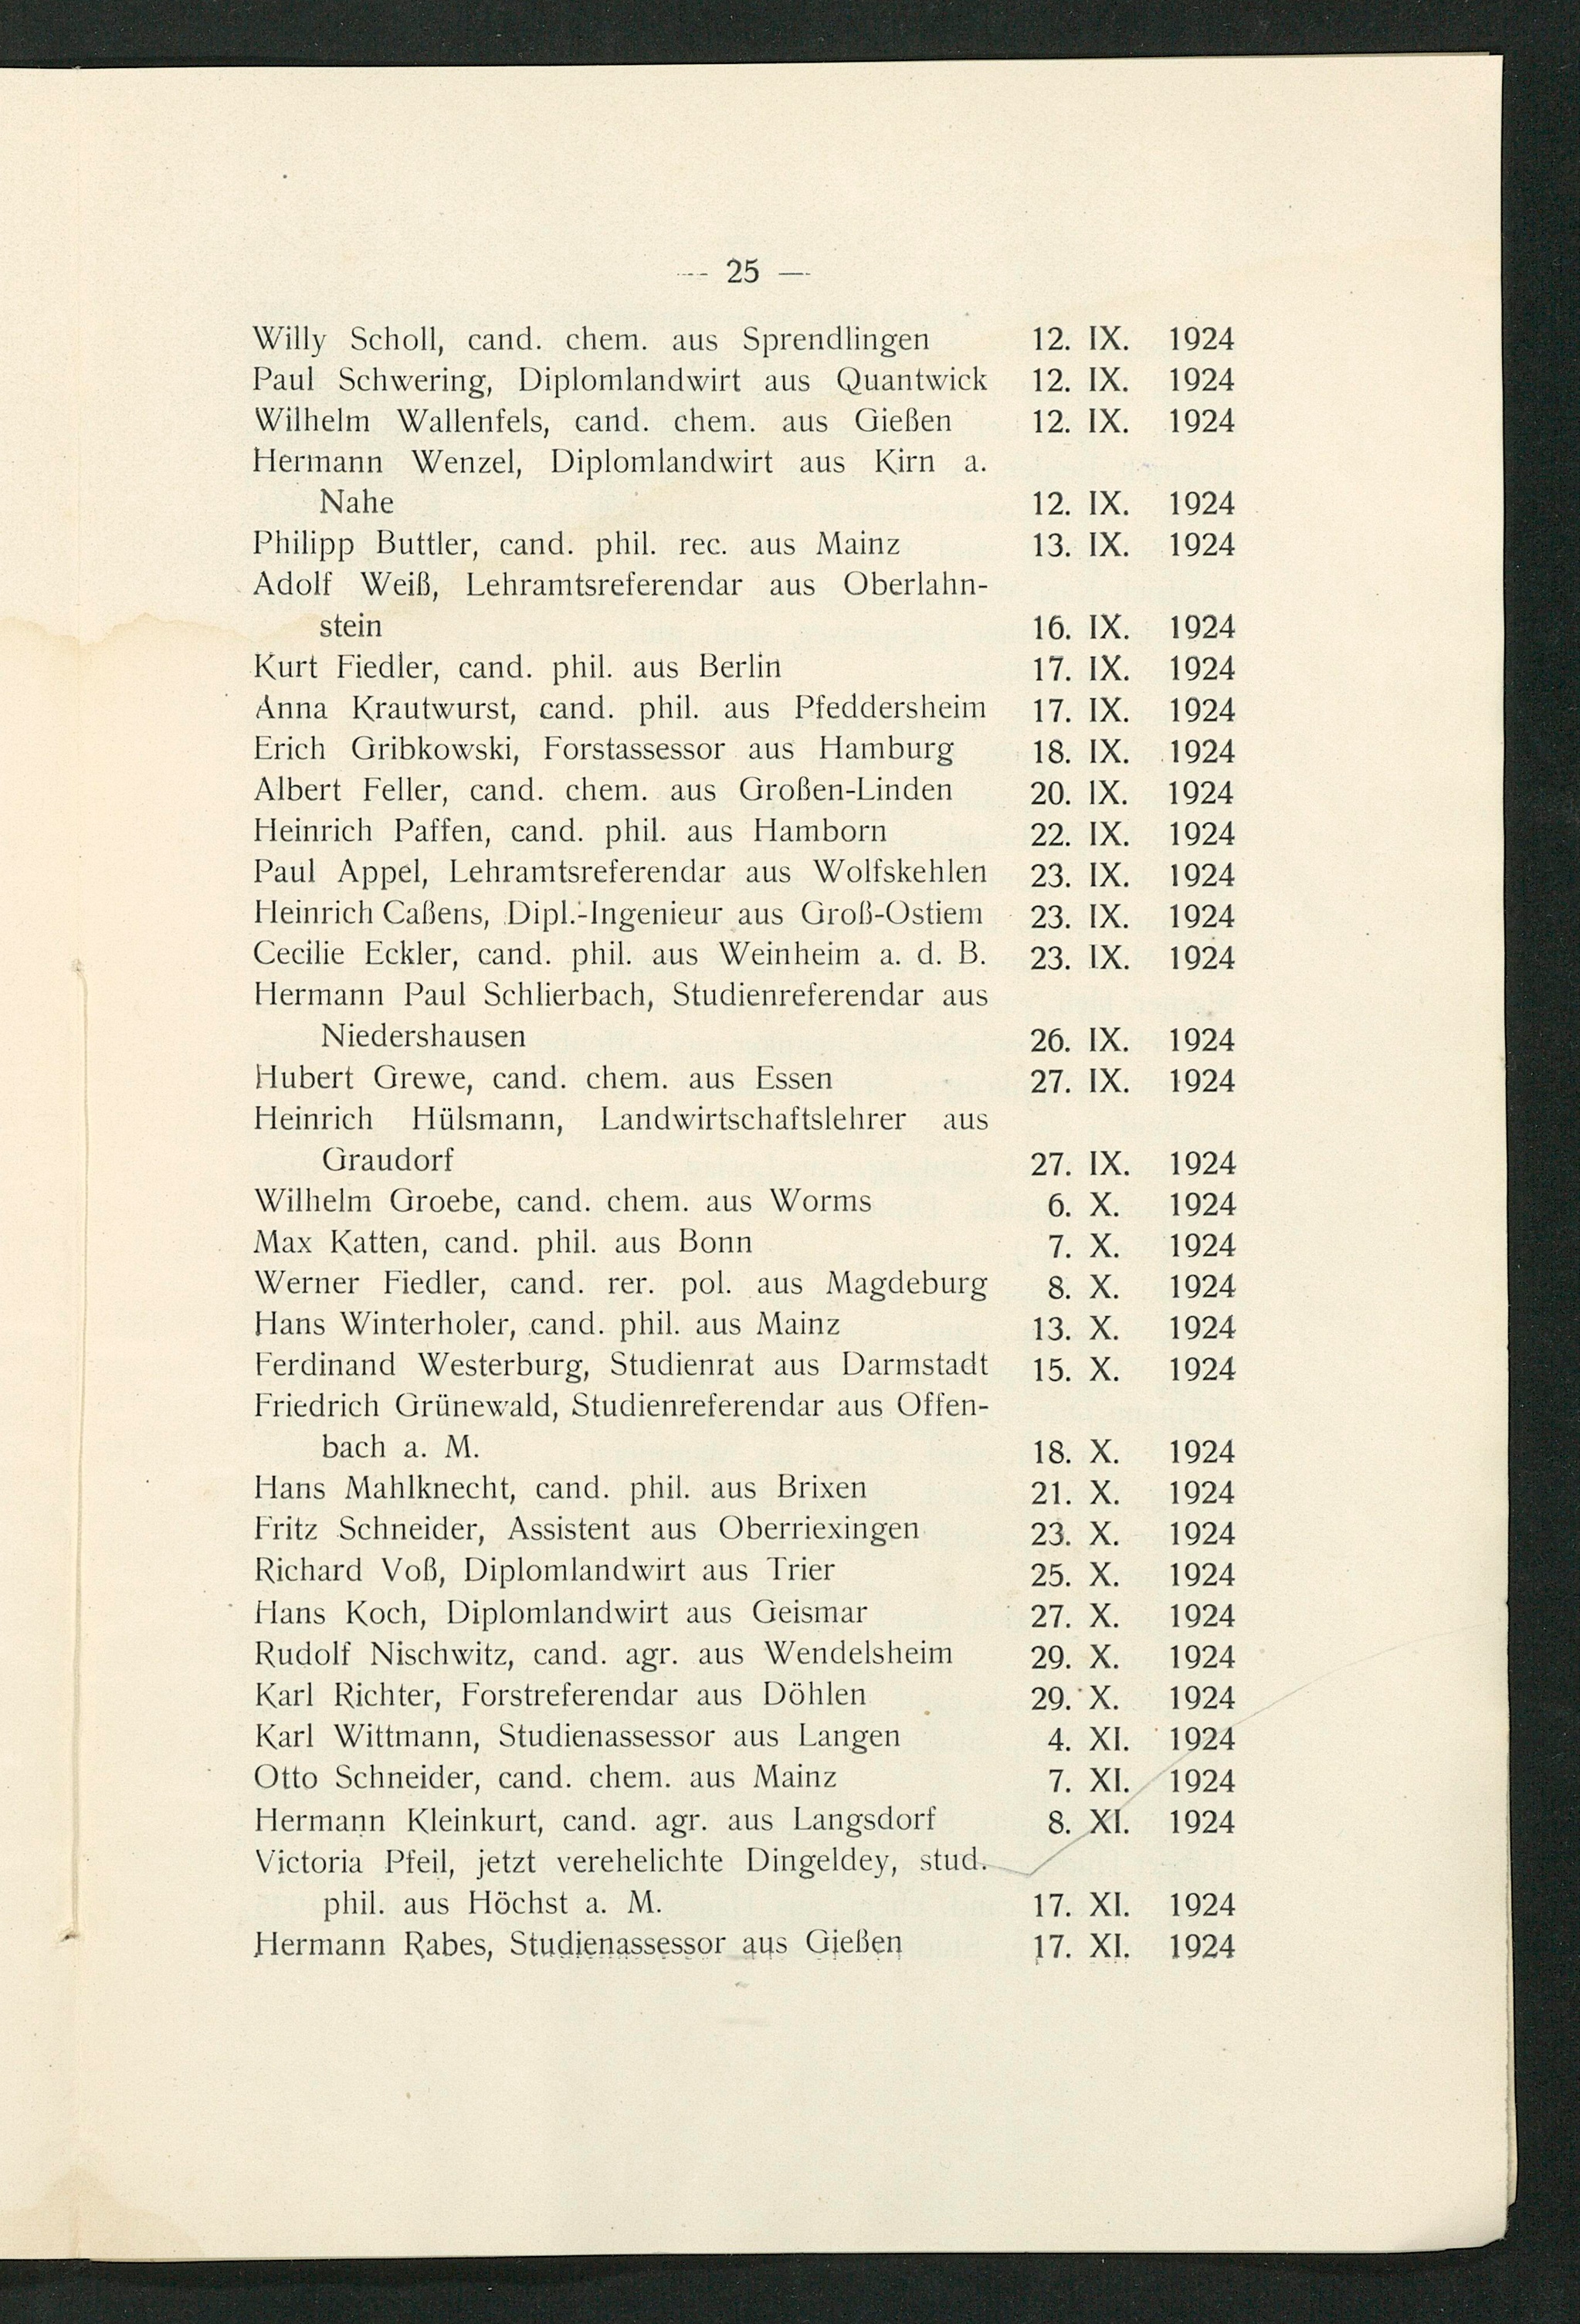 — 25 —
Willy Scholl, cand. chem. aus Sprendlingen 12. IX. 1924
Paul Schwering, Diplomlandwirt aus Quantwick 12. IX. 1924
Wilhelm Wallenfels, cand. chem. aus Gießen 12. IX. 1924
Hermann Wenzel, Diplomlandwirt aus Kirn a.
Nahe 12. IX. 1924
Philipp Buttler, cand. phil. rec. aus Mainz 13. IX. 1924
Adolf Weiß, Lehramtsreferendar aus Oberlahn-
stein 16. IX. 1924
Kurt Fiedler, cand. phil. aus Berlin 17. IX. 1924
Anna Krautwurst, cand. phil. aus Pfeddersheim 17. IX. 1924
Erich Gribkowski, Forstassessor aus Hamburg 18. IX. 1924
Albert Feller, cand. chem. aus Großen-Linden 20. IX. 1924
Heinrich Paffen, cand. phil. aus Hamborn 22. IX. 1924
Paul Appel, Lehramtsreferendar aus Wolfskehlen 23. IX. 1924
Heinrich Caßens, Dipl.-Ingenieur aus Groß-Ostiem 23. IX. 1924
Cecilie Eckler, cand. phil. aus Weinheim a. d. B. 23. IX. 1924
Hermann Paul Schlierbach, Studienreferendar aus
Niedershausen 26. IX. 1924
Hubert Grewe, cand. chem. aus Essen 27. IX. 1924
Heinrich Hülsmann, Landwirtschaftslehrer aus
Graudorf 27. IX. 1924
Wilhelm Groebe, cand. chem. aus Worms 6. X. 1924
Max Katten, cand. phil. aus Bonn 7. X. 1924
Werner Fiedler, cand. rer. pol. aus Magdeburg 8. X. 1924
Hans Winterholer, cand. phil. aus Mainz 13. X. 1924
Ferdinand Westerburg, Studienrat aus Darmstadt 15. X. 1924
Friedrich Grünewald, Studienreferendar aus Offen-
bach a. M. 18. X. 1924
Hans Mahlknecht, cand. phil. aus Brixen 21. X. 1924
Fritz Schneider, Assistent aus Oberriexingen 23. X. 1924
Richard Voß, Diplomlandwirt aus Trier 25. X. 1924
Hans Koch, Diplomlandwirt aus Geismar 27. X. 1924
Rudolf Nischwitz, cand. agr. aus Wendelsheim 29. X. 1924
Karl Richter, Forstreferendar aus Döhlen 29. X. 1924
Karl Wittmann, Studienassessor aus Langen 4. XI. 1924
Otto Schneider, cand. chem. aus Mainz 7. XI. 1924
Hermann Kleinkurt, cand. agr. aus Langsdorf 8. XI. 1924
Victoria Pfeil, jetzt verehelichte Dingeldey, stud.
phil. aus Höchst a. M. 17. XI. 1924
Hermann Rabes, Studienassessor aus Gießen 17. XI. 1924